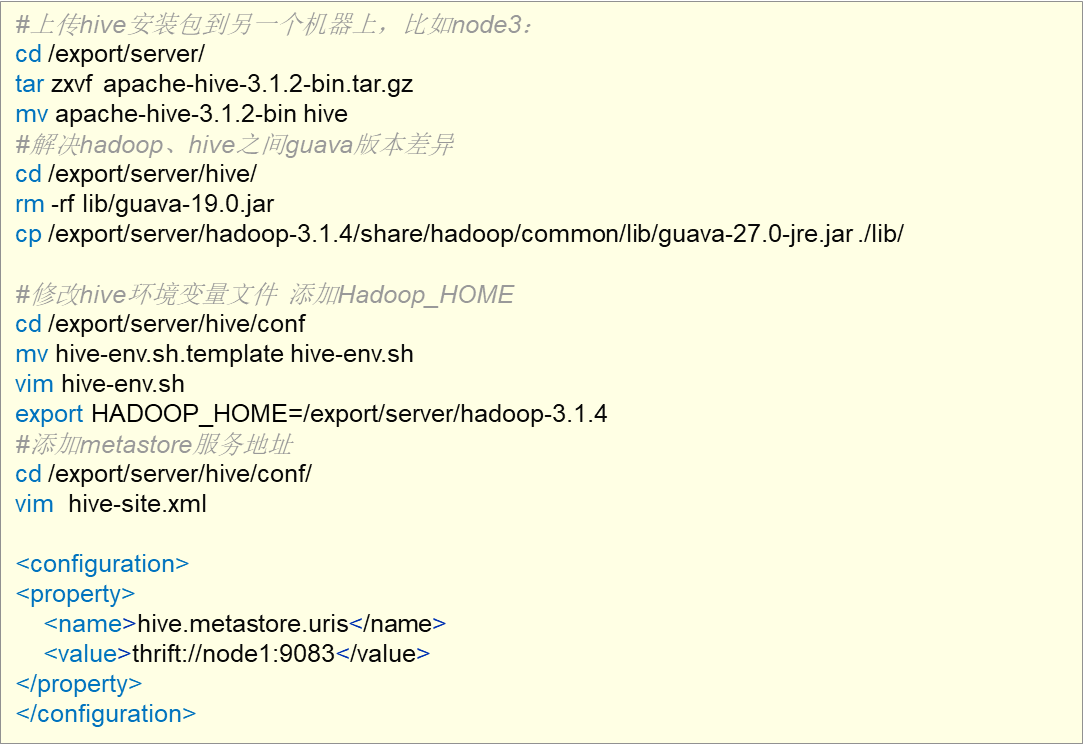 #上传hive安装包到另一个机器上，比如node3：
cd /export/server/
tar zxvf apache-hive-3.1.2-bin.tar.gz
mv apache-hive-3.1.2-bin hive
#解决hadoop、hive之间guava版本差异
cd /export/server/hive/
rm -rf lib/guava-19.0.jar
cp /export/server/hadoop-3.1.4/share/hadoop/common/lib/guava-27.0-jre.jar ./lib/
#修改hive环境变量文件 添加Hadoop_HOME
cd /export/server/hive/conf
mv hive-env.sh.template hive-env.sh
vim hive-env.sh
export HADOOP_HOME=/export/server/hadoop-3.1.4
#添加metastore服务地址
cd /export/server/hive/conf/
vim  hive-site.xml
<configuration>
<property>
    <name>hive.metastore.uris</name>
    <value>thrift://node1:9083</value>
</property>
</configuration>